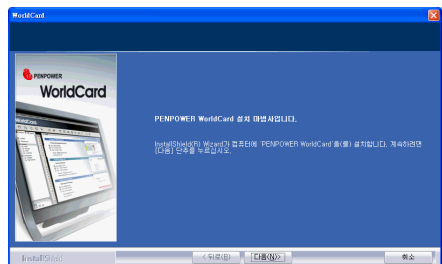 WorldCard
PENPOWER
WorldCard
PENPOWER WorldCard 설치 마법사입니다.
InstallShield(R) Wizard가 컴퓨터에 'PENPOWER WorldCard'을(를) 설치합니다. 계속하려면
[다음] 단추를 누르십시오.
InstallShield
< 뒤로(B)
다음(N)>
취소